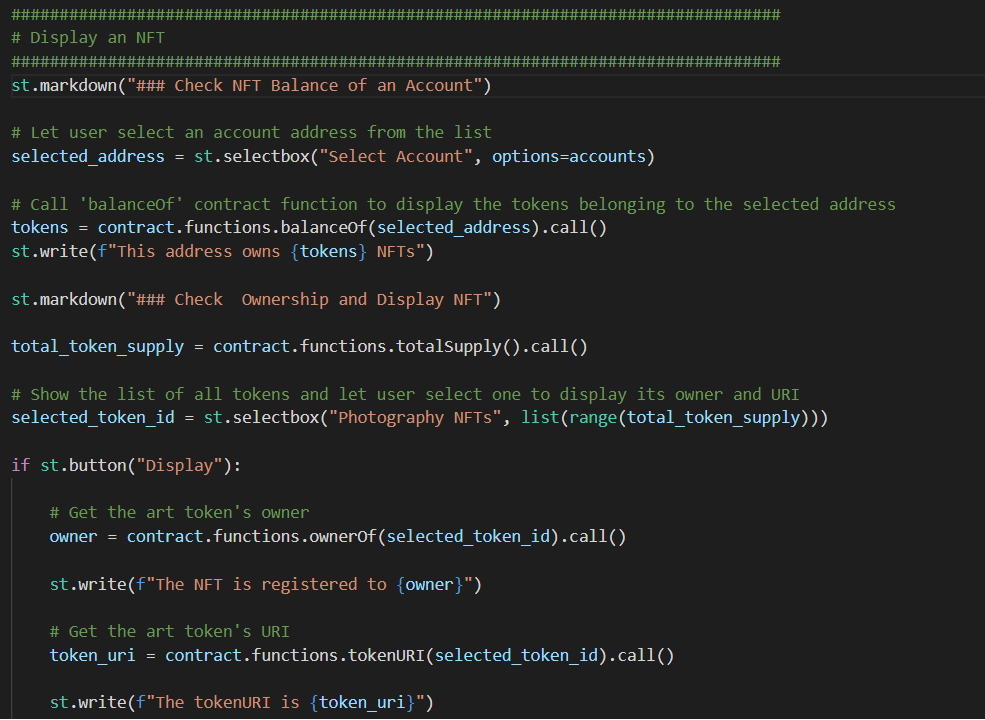 ################################################################################
# Display an NFT
################################################################################
st.markdown("### Check NFT Balance of an Account")
# Let user select an account address from the list
selected_address = st.selectbox("Select Account", options=accounts)
# Call 'balanceOf' contract function to display the tokens belonging to the selected address
tokens = contract.functions.balanceOf(selected_address).call()
st.write(f"This address owns {tokens} NFTs")
st.markdown("### Check  Ownership and Display NFT")
total_token_supply = contract.functions.totalSupply().call()
# Show the list of all tokens and let user select one to display its owner and URI
selected_token_id = st.selectbox("Photography NFTs", list(range(total_token_supply)))
if st.button("Display"):
    # Get the art token's owner
    owner = contract.functions.ownerOf(selected_token_id).call()
    st.write(f"The NFT is registered to {owner}")
    # Get the art token's URI
    token_uri = contract.functions.tokenURI(selected_token_id).call()
    st.write(f"The tokenURI is {token_uri}")